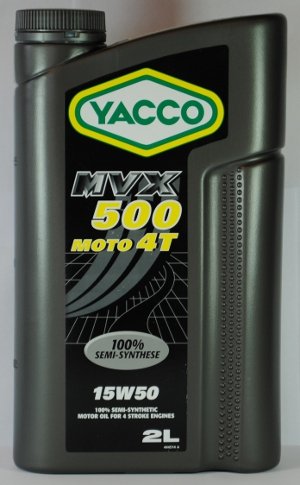 YACCO
MVX
500
MOTO 4T
100%
SEMI-SYNTHESE
15W50
100% SEMI-SYNTHETIC
MOTOR OIL FOR 4 STROKE ENGINES
2L